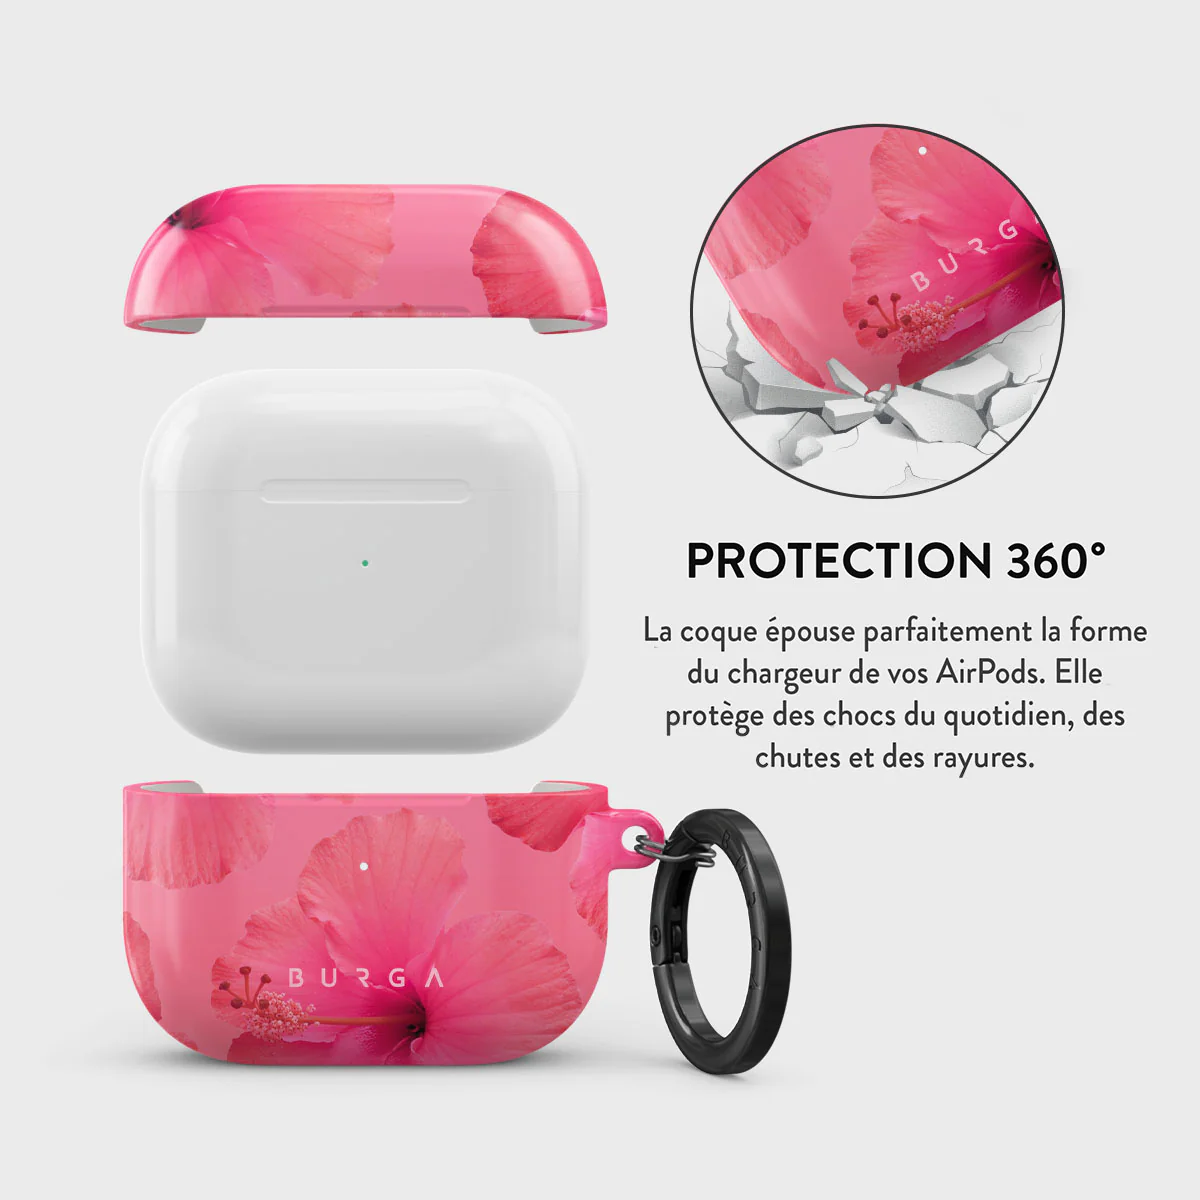 BURGA
PROTECTION 360°
La coque épouse parfaitement la forme
du chargeur de vos AirPods. Elle
protège des chocs du quotidien, des
chutes et des rayures.
BURGA